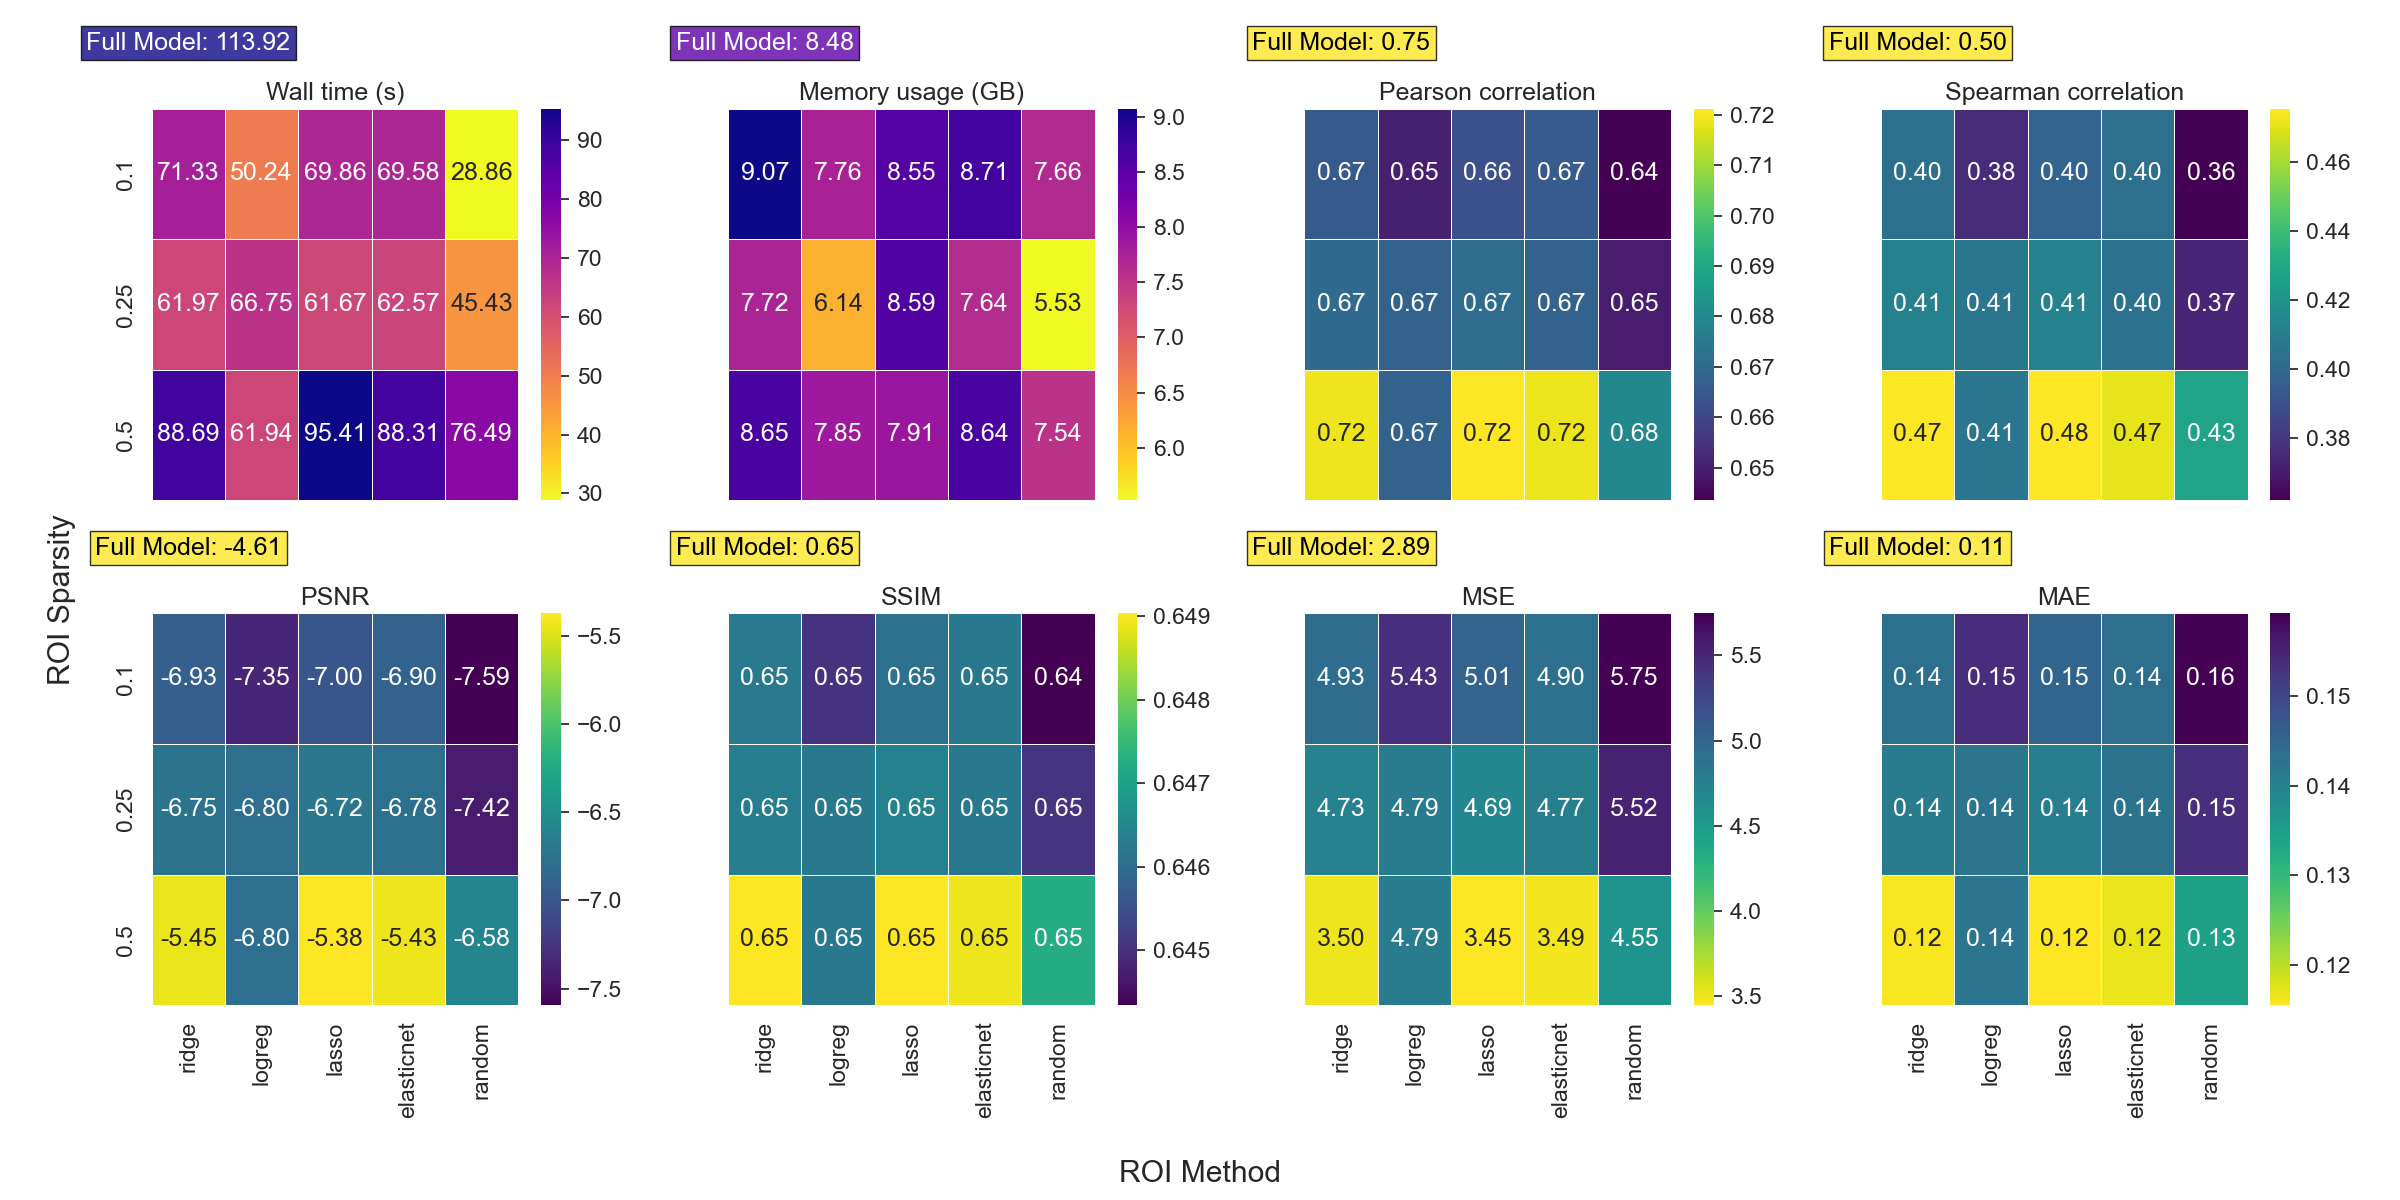 Full Model: 113.92
Full Model: 8.48
Full Model: 0.75
Full Model: 0.50
Wall time (s)
Memory usage (GB)
Pearson correlation
Spearman correlation
0.1
71.33 50.24 69.86 69.58 28.86
0.25
61.97 66.75 61.67 62.57 45.43
0.5
88.69 61.94 95.41 88.31 76.49
90
80
70
60
50
40
30
9.07 7.76 8.55 8.71 7.66
7.72 6.14 8.59 7.64 5.53
8.65 7.85 7.91 8.64 7.54
9.0
8.5
8.0
7.5
7.0
6.5
6.0
0.67 0.65 0.66 0.67 0.64
0.67 0.67 0.67 0.67 0.65
0.72 0.67 0.72 0.72 0.68
0.72
0.71
0.70
0.69
0.68
0.67
0.66
0.65
0.40 0.38 0.40 0.40 0.36
0.41 0.41 0.41 0.40 0.37
0.47 0.41 0.48 0.47 0.43
0.46
0.44
0.42
0.40
0.38
ROI Sparsity
Full Model: -4.61
Full Model: 0.65
Full Model: 2.89
Full Model: 0.11
PSNR
SSIM
MSE
MAE
0.1
-6.93 -7.35 -7.00 -6.90 -7.59
0.25
-6.75 -6.80 -6.72 -6.78 -7.42
0.5
-5.45 -6.80 -5.38 -5.43 -6.58
−5.5
−6.0
−6.5
−7.0
−7.5
0.65 0.65 0.65 0.65 0.64
0.65 0.65 0.65 0.65 0.65
0.65 0.65 0.65 0.65 0.65
0.649
0.648
0.647
0.646
0.645
4.93 5.43 5.01 4.90 5.75
4.73 4.79 4.69 4.77 5.52
3.50 4.79 3.45 3.49 4.55
5.5
5.0
4.5
4.0
3.5
0.14 0.15 0.15 0.14 0.16
0.14 0.14 0.14 0.14 0.15
0.12 0.14 0.12 0.12 0.13
0.15
0.14
0.13
0.12
ridge
logreg
lasso
elasticnet
random
ridge
logreg
lasso
elasticnet
random
ridge
logreg
lasso
elasticnet
random
ridge
logreg
lasso
elasticnet
random
ROI Method